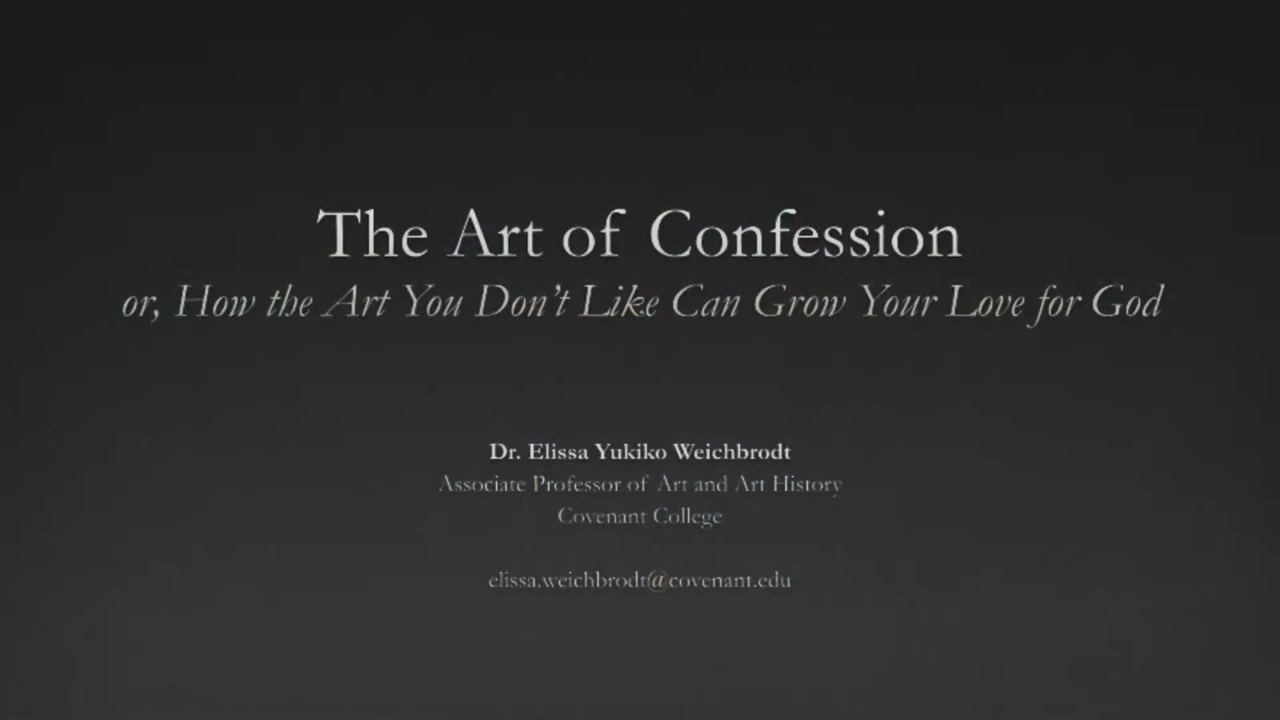 The Art of Confession
or, How the Art You Don't Like Can Grow Your Love for God
Dr. Elissa Yukiko Weichbrodt
Associate Professor of Art and Art History
Covenant College
elissa.weichbrodt@covenant.edu